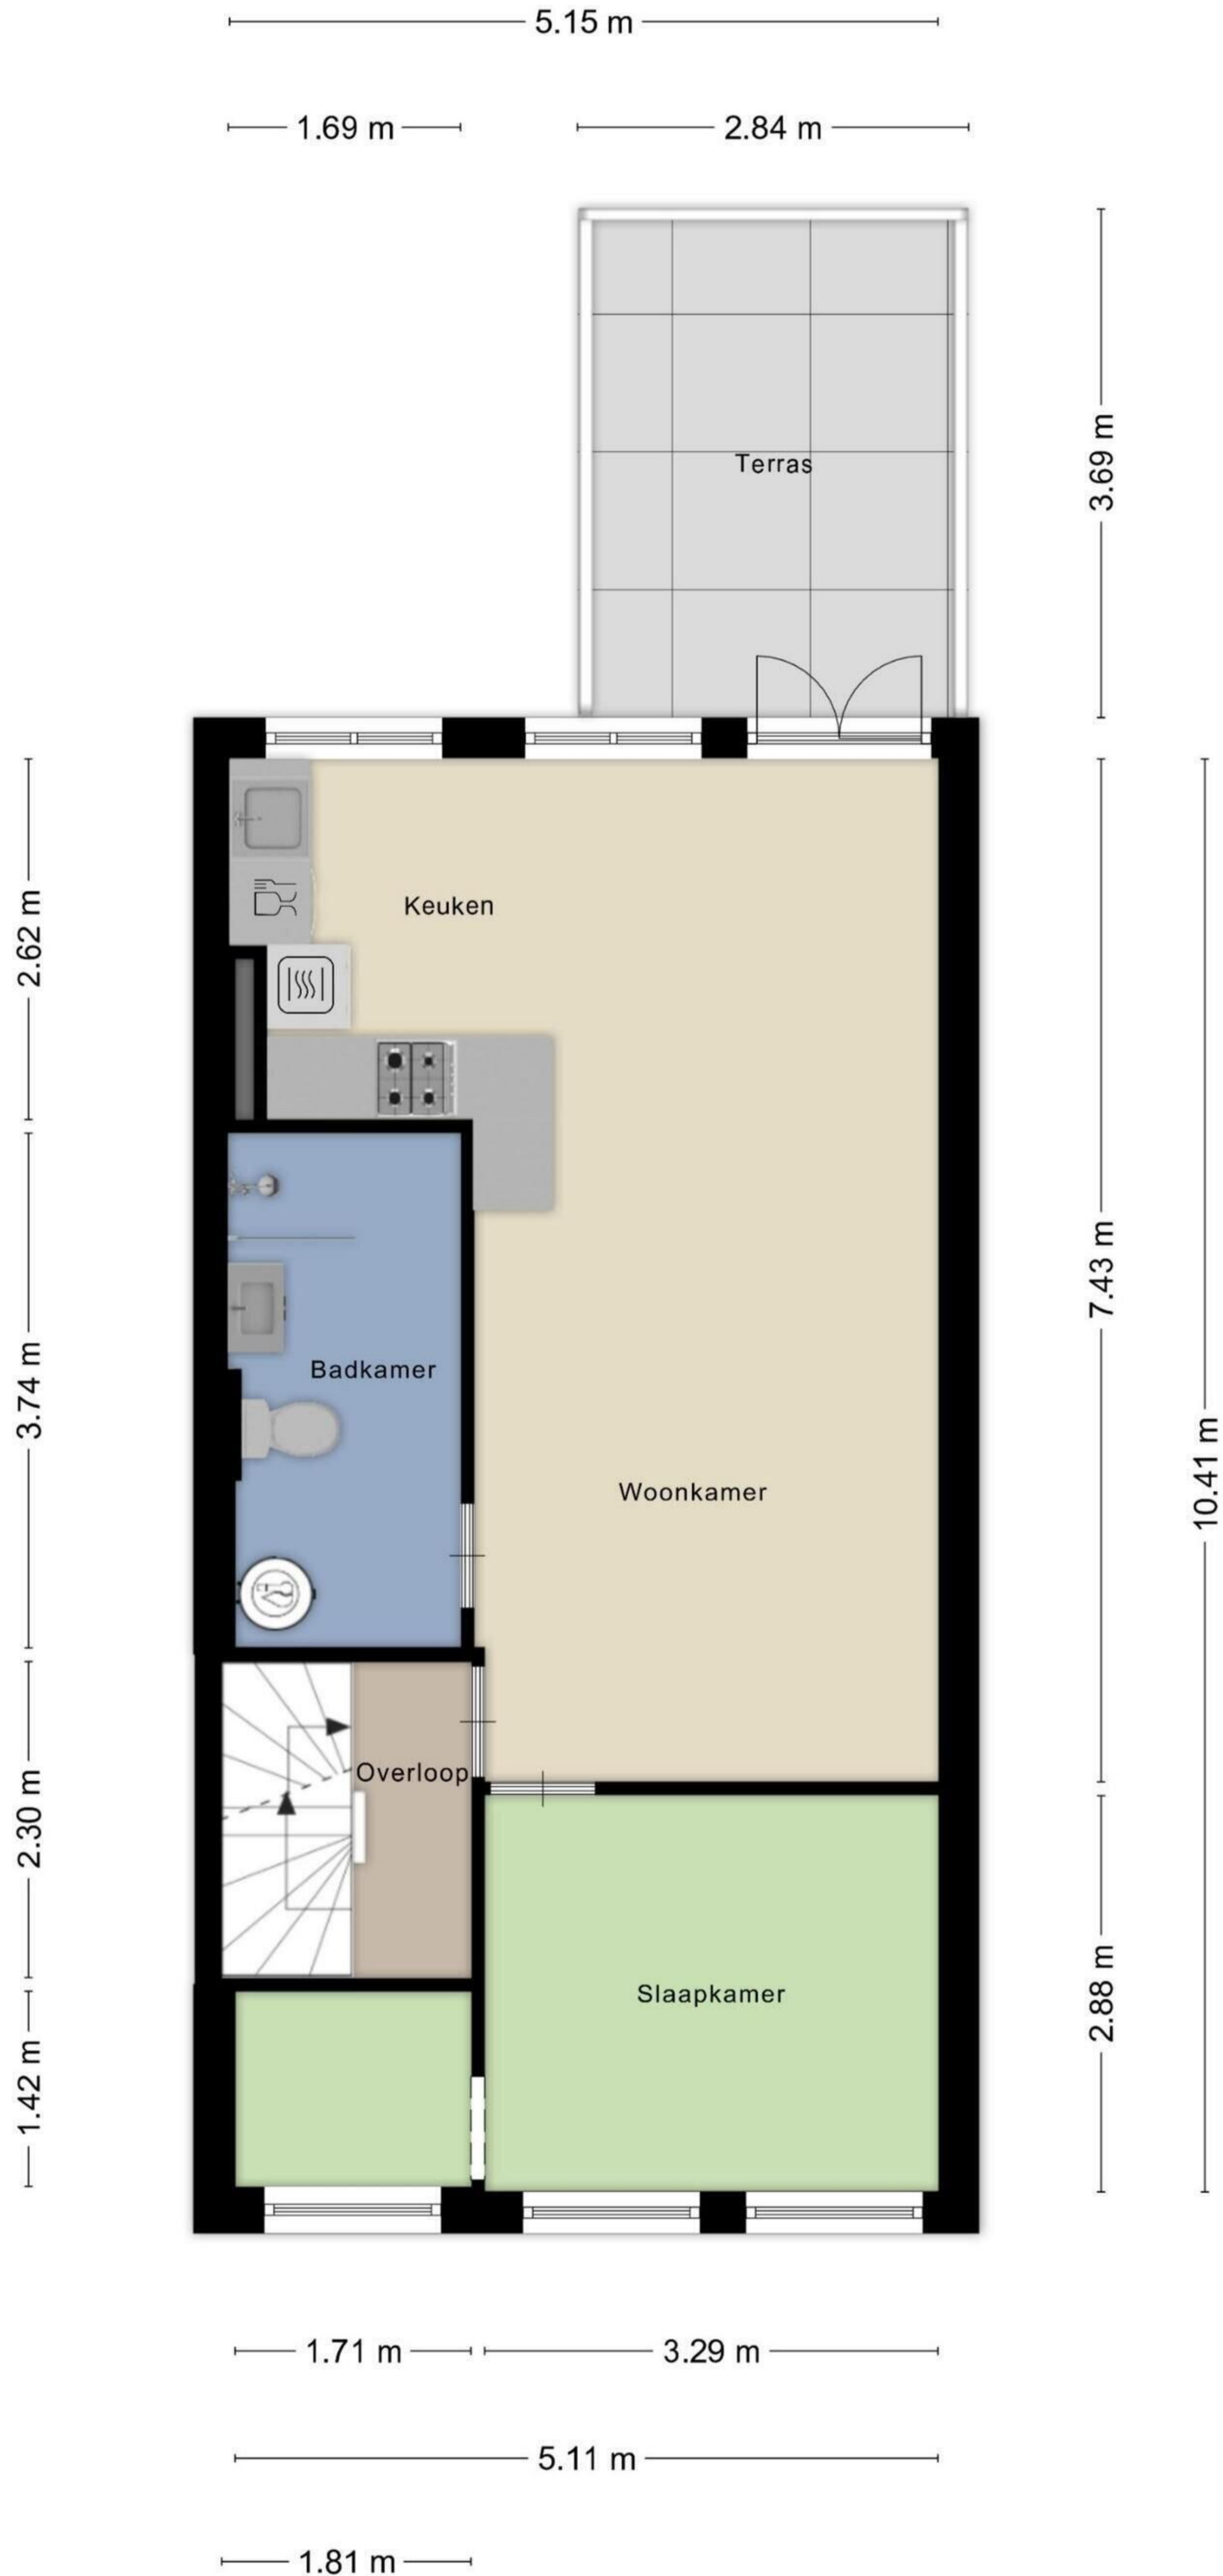 5.15 m
1.69 m
2.84 m
3.69 m
Terras
2.62 m
Keuken
7.43 m
10.41 m
3.74 m
Badkamer
Woonkamer
2.30 m
Overloop
2.88 m
Slaapkamer
1.42 m
1.71 m
3.29 m
5.11 m
1.81 m